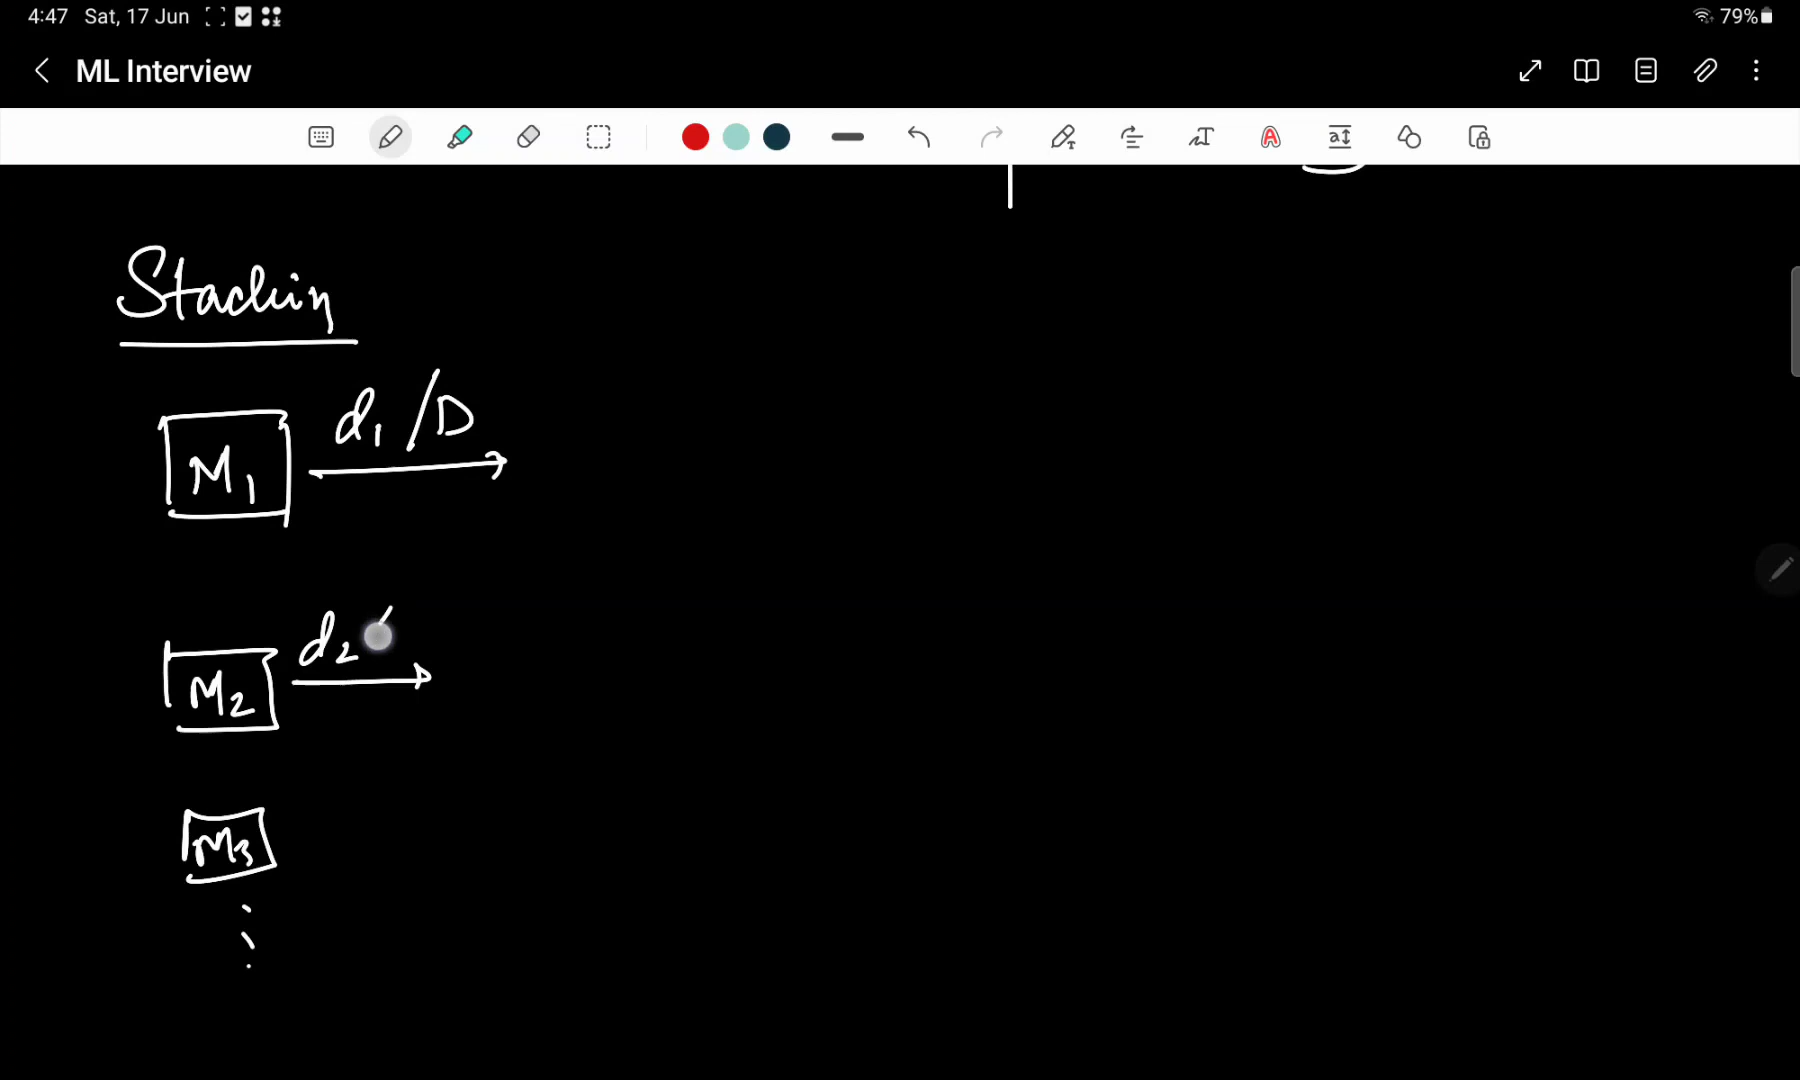 4:47 Sat, 17 Jun 79%
ML Interview
Stackin
d1 /D
M1
d2
M2
M3